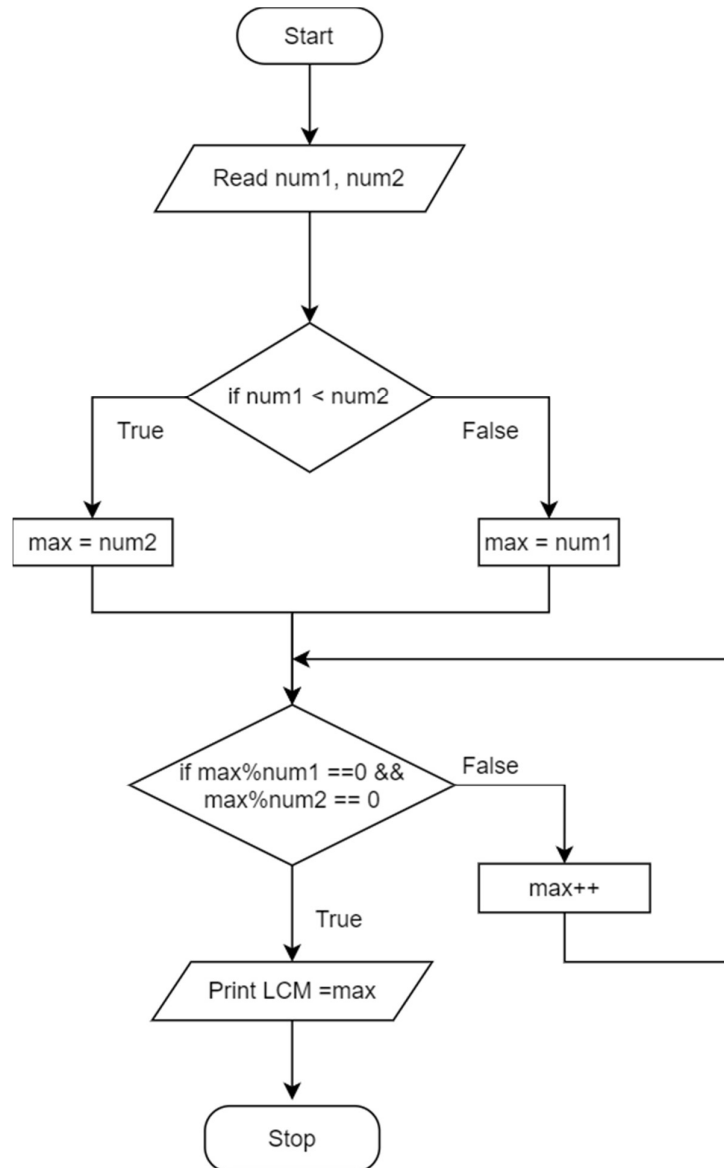 Start
Read num1, num2
if num1 < num2
True
False
max = num2
max = num1
if max%num1 ==0 &&
max%num2 == 0
False
max++
True
Print LCM =max
Stop